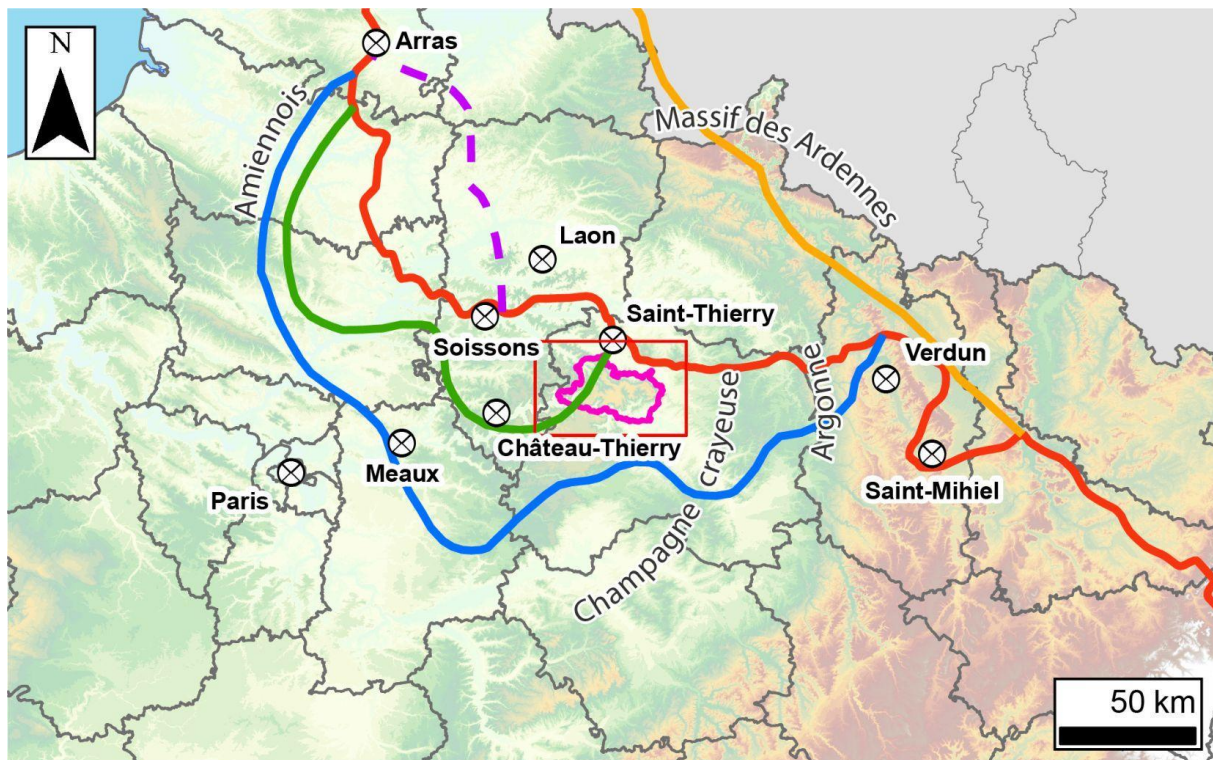 N
Arras
Amiennois
Massif des Ardennes
Laon
Saint-Thierry
Soissons
Verdun
Argonne
Champagne crayeuse
Château-Thierry
Meaux
Saint-Mihiel
Paris
50 km